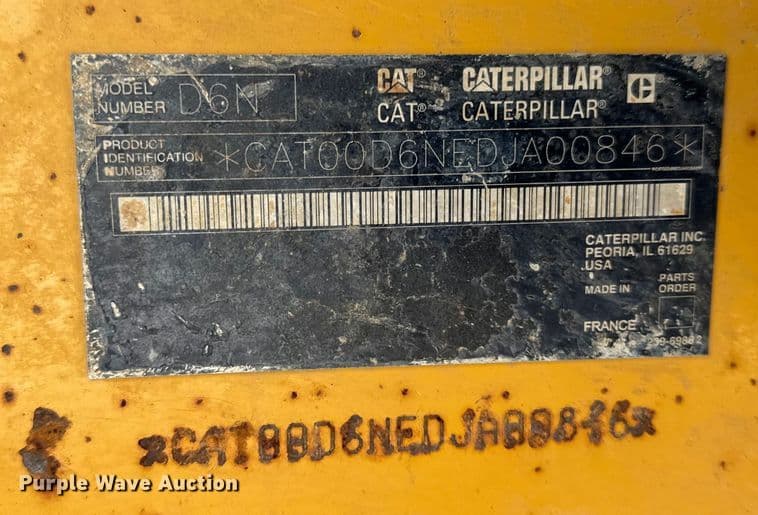 MODEL NUMBER D6N
CAT® CATERPILLAR® C
CAT® CATERPILLAR®
PRODUCT IDENTIFICATION NUMBER *CAT00D6NEDJA00846*
CATERPILLAR INC.
PEORIA, IL 61629
USA
MADE IN
PARTS ORDER
FRANCE
*CAT00D6NEDJA00846*
Purple Wave Auction